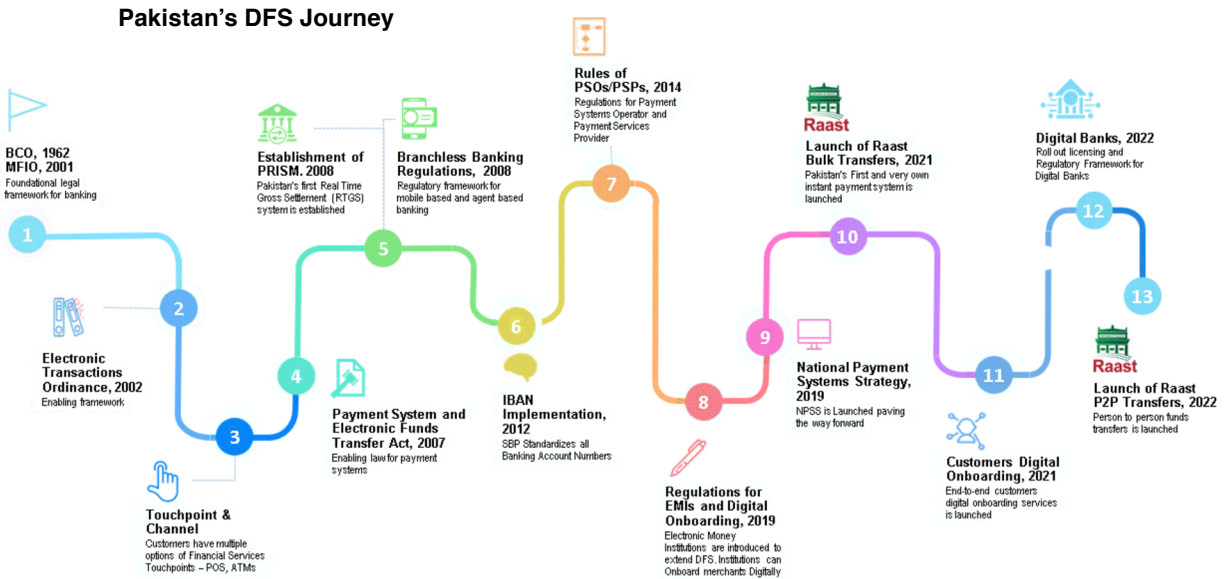 Pakistan's DFS Journey
1
BCO, 1962
MFIO, 2001
Foundational legal
framework for banking
2
Electronic
Transactions
Ordinance, 2002
Enabling framework
3
Touchpoint &
Channel
Customers have multiple
options of Financial Services
Touchpoints – POS, ATMs
4
Payment System and
Electronic Funds
Transfer Act, 2007
Enabling law for payment
systems
5
Establishment of
PRISM. 2008
Pakistan's first Real Time
Gross Settlement (RTGS)
system is established
Branchless Banking
Regulations, 2008
Regulatory framework for
mobile based and agent based
banking
6
IBAN
Implementation,
2012
SBP Standardizes all
Banking Account Numbers
7
Rules of
PSOs/PSPs, 2014
Regulations for Payment
Systems Operator and
Payment Services
Provider
8
Regulations for
EMIs and Digital
Onboarding, 2019
Electronic Money
Institutions are introduced to
extend DFS. Institutions can
Onboard merchants Digitally
9
National Payment
Systems Strategy,
2019
NPSS is Launched paving
the way forward
10
Raast
Launch of Raast
Bulk Transfers, 2021
Pakistan's First and very own
instant payment system is
launched
11
Customers Digital
Onboarding, 2021
End-to-end customers
digital onboarding services
is launched
12
Digital Banks, 2022
Roll out licensing and
Regulatory Framework for
Digital Banks
13
Raast
Launch of Raast
P2P Transfers, 2022
Person to person funds
transfers is launched